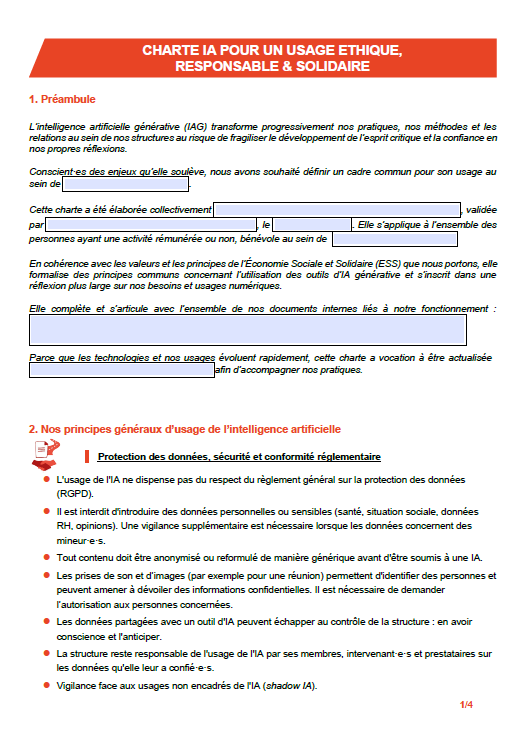 CHARTE IA POUR UN USAGE ETHIQUE,
RESPONSABLE & SOLIDAIRE
1. Préambule
L'intelligence artificielle générative (IAG) transforme progressivement nos pratiques, nos méthodes et les
relations au sein de nos structures au risque de fragiliser le développement de l'esprit critique et la confiance en
nos propres réflexions.
Conscient·es des enjeux qu'elle soulève, nous avons souhaité définir un cadre commun pour son usage au
sein de .
Cette charte a été élaborée collectivement , validée
par , le . Elle s'applique à l'ensemble des
personnes ayant une activité rémunérée ou non, bénévole au sein de
En cohérence avec les valeurs et les principes de l'Économie Sociale et Solidaire (ESS) que nous portons, elle
formalise des principes communs concernant l'utilisation des outils d'IA générative et s'inscrit dans une
réflexion plus large sur nos besoins et usages numériques.
Elle complète et s'articule avec l'ensemble de nos documents internes liés à notre fonctionnement :
Parce que les technologies et nos usages évoluent rapidement, cette charte a vocation à être actualisée
afin d'accompagner nos pratiques.
2. Nos principes généraux d'usage de l'intelligence artificielle
Protection des données, sécurité et conformité réglementaire
L'usage de l'IA ne dispense pas du respect du règlement général sur la protection des données
(RGPD).
Il est interdit d'introduire des données personnelles ou sensibles (santé, situation sociale, données
RH, opinions). Une vigilance supplémentaire est nécessaire lorsque les données concernent des
mineur·e·s.
Tout contenu doit être anonymisé ou reformulé de manière générique avant d'être soumis à une IA.
Les prises de son et d'images (par exemple pour une réunion) permettent d'identifier des personnes et
peuvent amener à dévoiler des informations confidentielles. Il est nécessaire de demander
l'autorisation aux personnes concernées.
Les données partagées avec un outil d'IA peuvent échapper au contrôle de la structure : en avoir
conscience et l'anticiper.
La structure reste responsable de l'usage de l'IA par ses membres, intervenant·e·s et prestataires sur
les données qu'elle leur a confié·e·s.
Vigilance face aux usages non encadrés de l'IA (shadow IA).
1/4